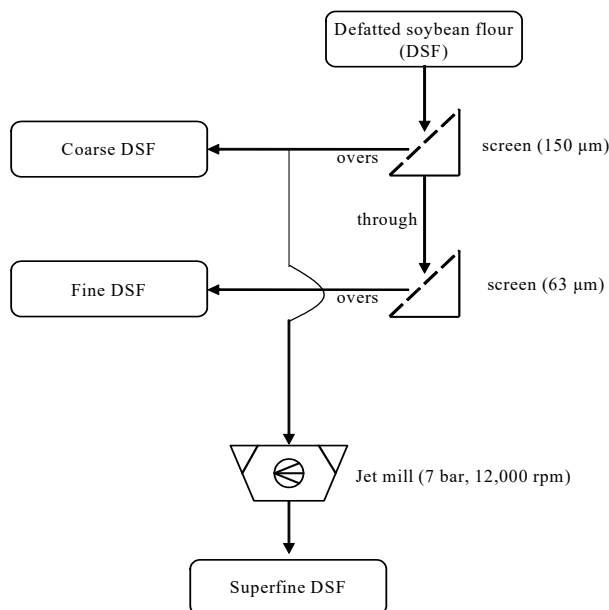 Defatted soybean flour
(DSF)
Coarse DSF
overs
screen (150 µm)
through
Fine DSF
overs
screen (63 µm)
Jet mill (7 bar, 12,000 rpm)
Superfine DSF